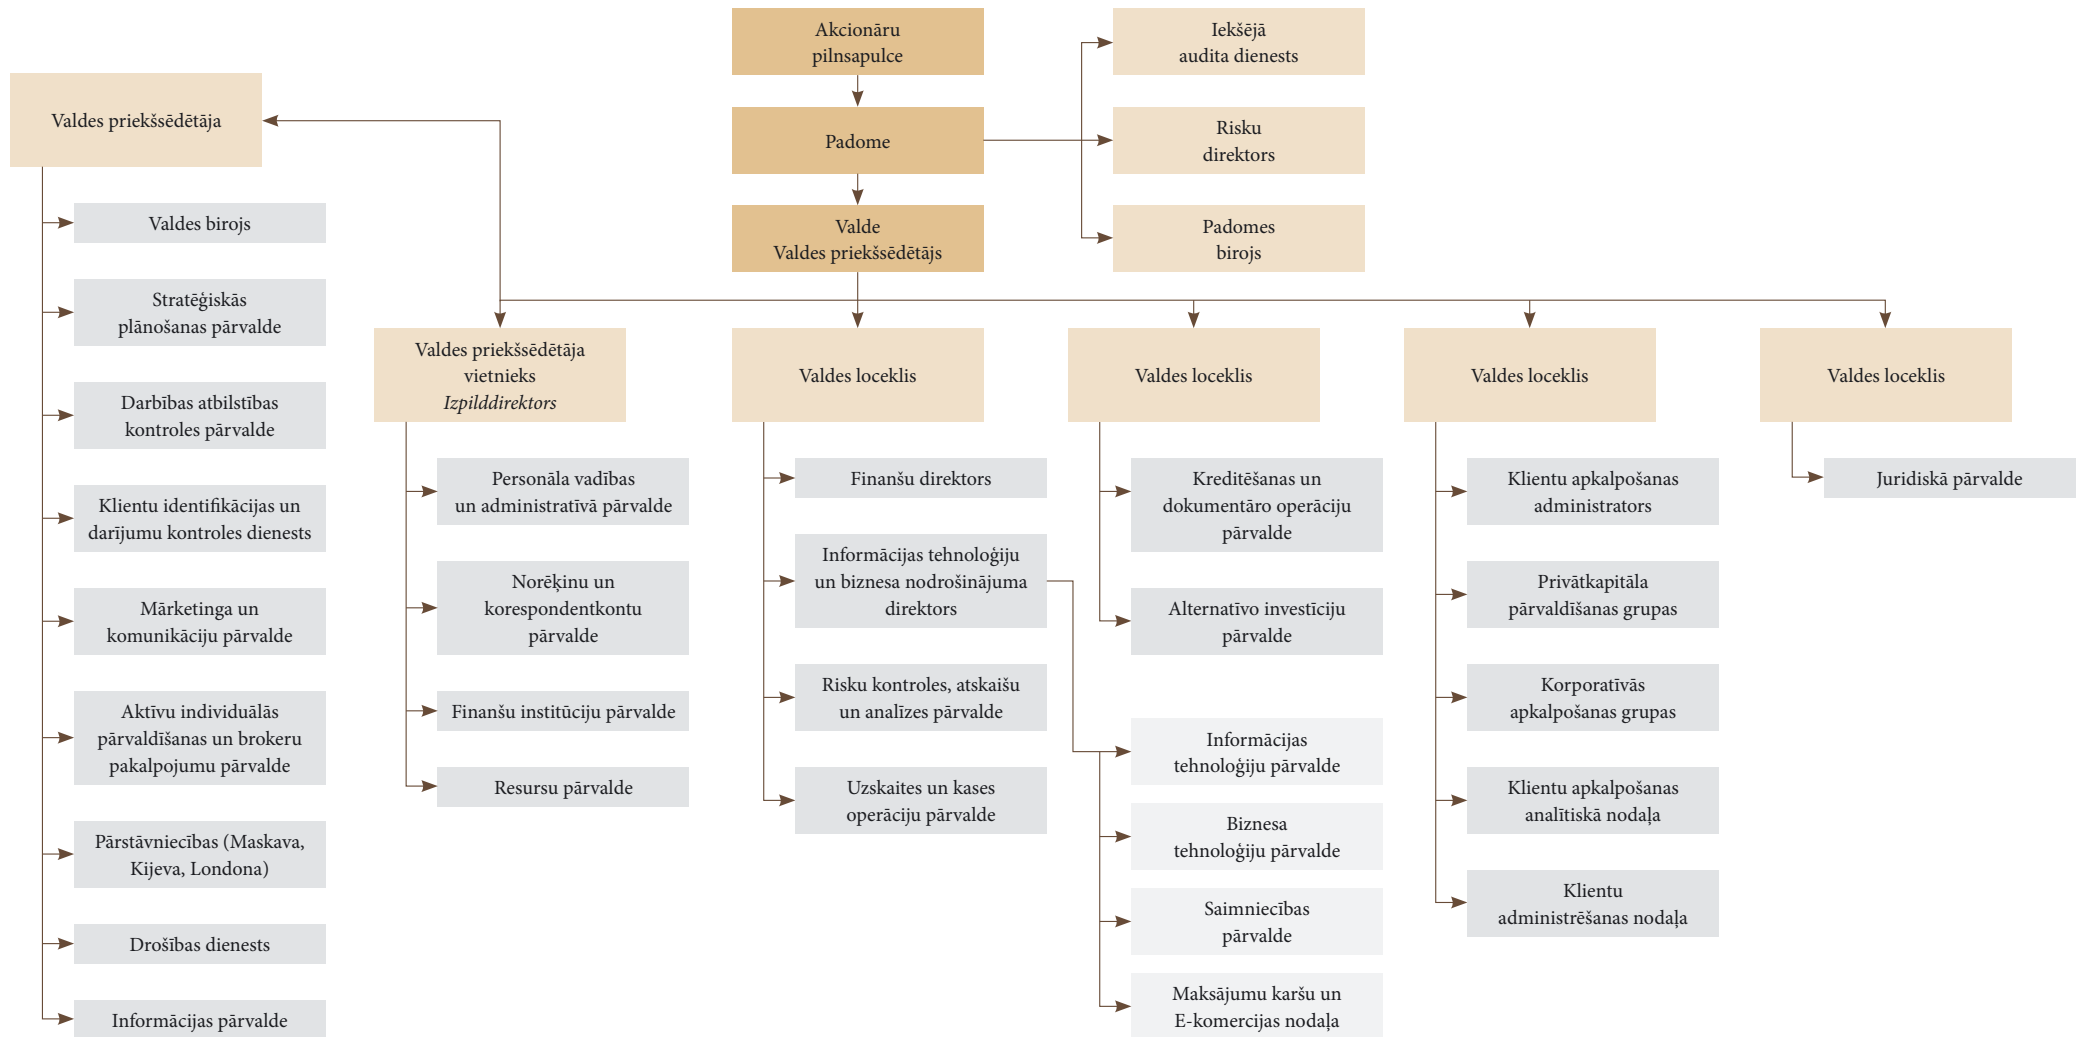 Akcionāru
pilnsapulce
Padome
Valde
Valdes priekšsēdētājs
Iekšējā
audita dienests
Risku
direktors
Padomes
birojs
Valdes priekšsēdētāja
Valdes birojs
Stratēģiskās
plānošanas pārvalde
Darbības atbilstības
kontroles pārvalde
Klientu identifikācijas un
darījumu kontroles dienests
Mārketinga un
komunikāciju pārvalde
Aktīvu individuālās
pārvaldīšanas un brokeru
pakalpojumu pārvalde
Pārstāvniecības (Maskava,
Kijeva, Londona)
Drošības dienests
Informācijas pārvalde
Valdes priekšsēdētāja
vietnieks
Izpilddirektors
Personāla vadības
un administratīvā pārvalde
Norēķinu un
korespondentkontu
pārvalde
Finanšu institūciju pārvalde
Resursu pārvalde
Valdes loceklis
Finanšu direktors
Informācijas tehnoloģiju
un biznesa nodrošinājuma
direktors
Risku kontroles, atskaišu
un analīzes pārvalde
Uzskaites un kases
operāciju pārvalde
Valdes loceklis
Kreditēšanas un
dokumentāro operāciju
pārvalde
Alternatīvo investīciju
pārvalde
Informācijas
tehnoloģiju pārvalde
Biznesa
tehnoloģiju pārvalde
Saimniecības
pārvalde
Maksājumu karšu un
E-komercijas nodaļa
Valdes loceklis
Klientu apkalpošanas
administrators
Privātkapitāla
pārvaldīšanas grupas
Korporatīvās
apkalpošanas grupas
Klientu apkalpošanas
analītiskā nodaļa
Klientu
administrēšanas nodaļa
Valdes loceklis
Juridiskā pārvalde